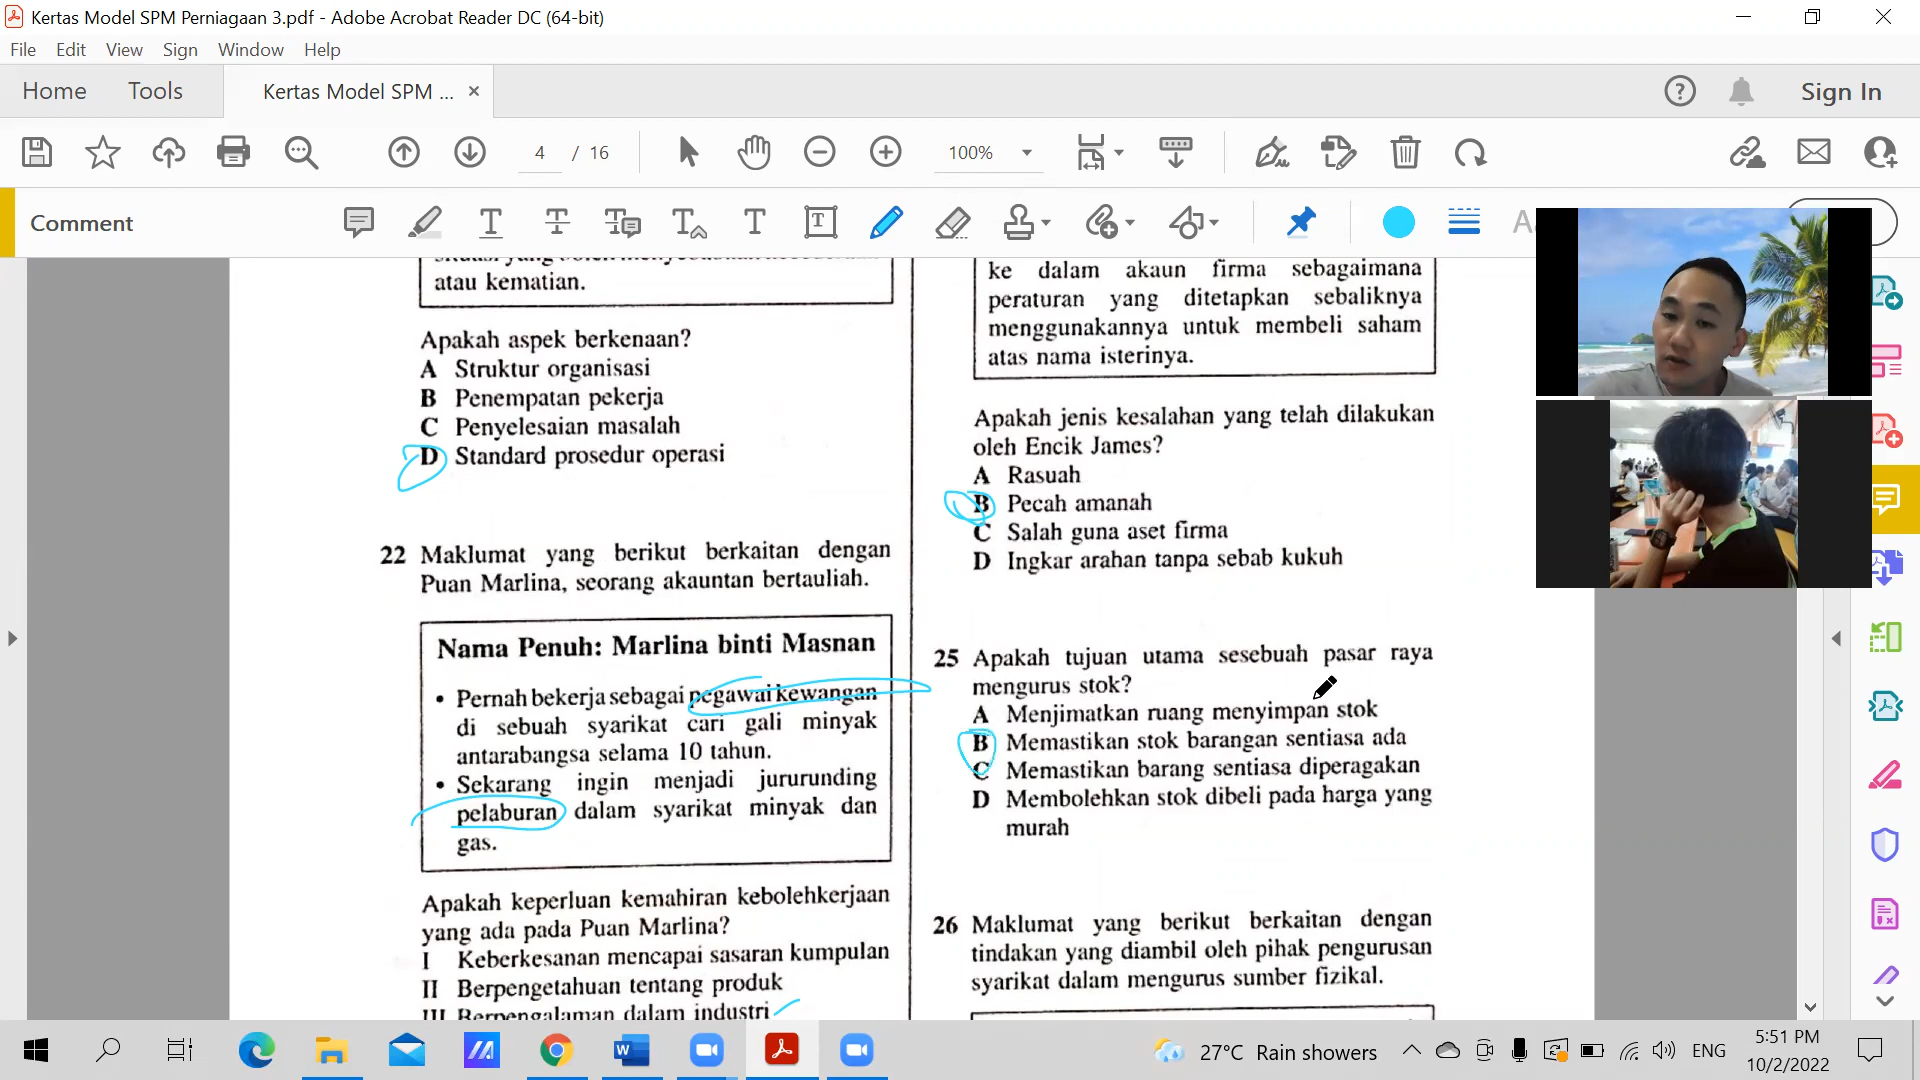 Kertas Model SPM Perniagaan 3.pdf - Adobe Acrobat Reader DC (64-bit)
File Edit View Sign Window Help
Home Tools Kertas Model SPM ... × Sign In
4 / 16 100%
Comment
atau kematian.
Apakah aspek berkenaan?
A Struktur organisasi
B Penempatan pekerja
C Penyelesaian masalah
D Standard prosedur operasi
22 Maklumat yang berikut berkaitan dengan
Puan Marlina, seorang akauntan bertauliah.
Nama Penuh: Marlina binti Masnan
• Pernah bekerja sebagai pegawai kewangan
di sebuah syarikat cari gali minyak
antarabangsa selama 10 tahun.
• Sekarang ingin menjadi jururunding
pelaburan dalam syarikat minyak dan
gas.
Apakah keperluan kemahiran kebolehkerjaan
yang ada pada Puan Marlina?
I Keberkesanan mencapai sasaran kumpulan
II Berpengetahuan tentang produk
III Berpengalaman dalam industri
ke dalam akaun firma sebagaimana
peraturan yang ditetapkan sebaliknya
menggunakannya untuk membeli saham
atas nama isterinya.
Apakah jenis kesalahan yang telah dilakukan
oleh Encik James?
A Rasuah
B Pecah amanah
C Salah guna aset firma
D Ingkar arahan tanpa sebab kukuh
25 Apakah tujuan utama sesebuah pasar raya
mengurus stok?
A Menjimatkan ruang menyimpan stok
B Memastikan stok barangan sentiasa ada
C Memastikan barang sentiasa diperagakan
D Membolehkan stok dibeli pada harga yang
murah
26 Maklumat yang berikut berkaitan dengan
tindakan yang diambil oleh pihak pengurusan
syarikat dalam mengurus sumber fizikal.
27°C Rain showers ENG
5:51 PM
10/2/2022